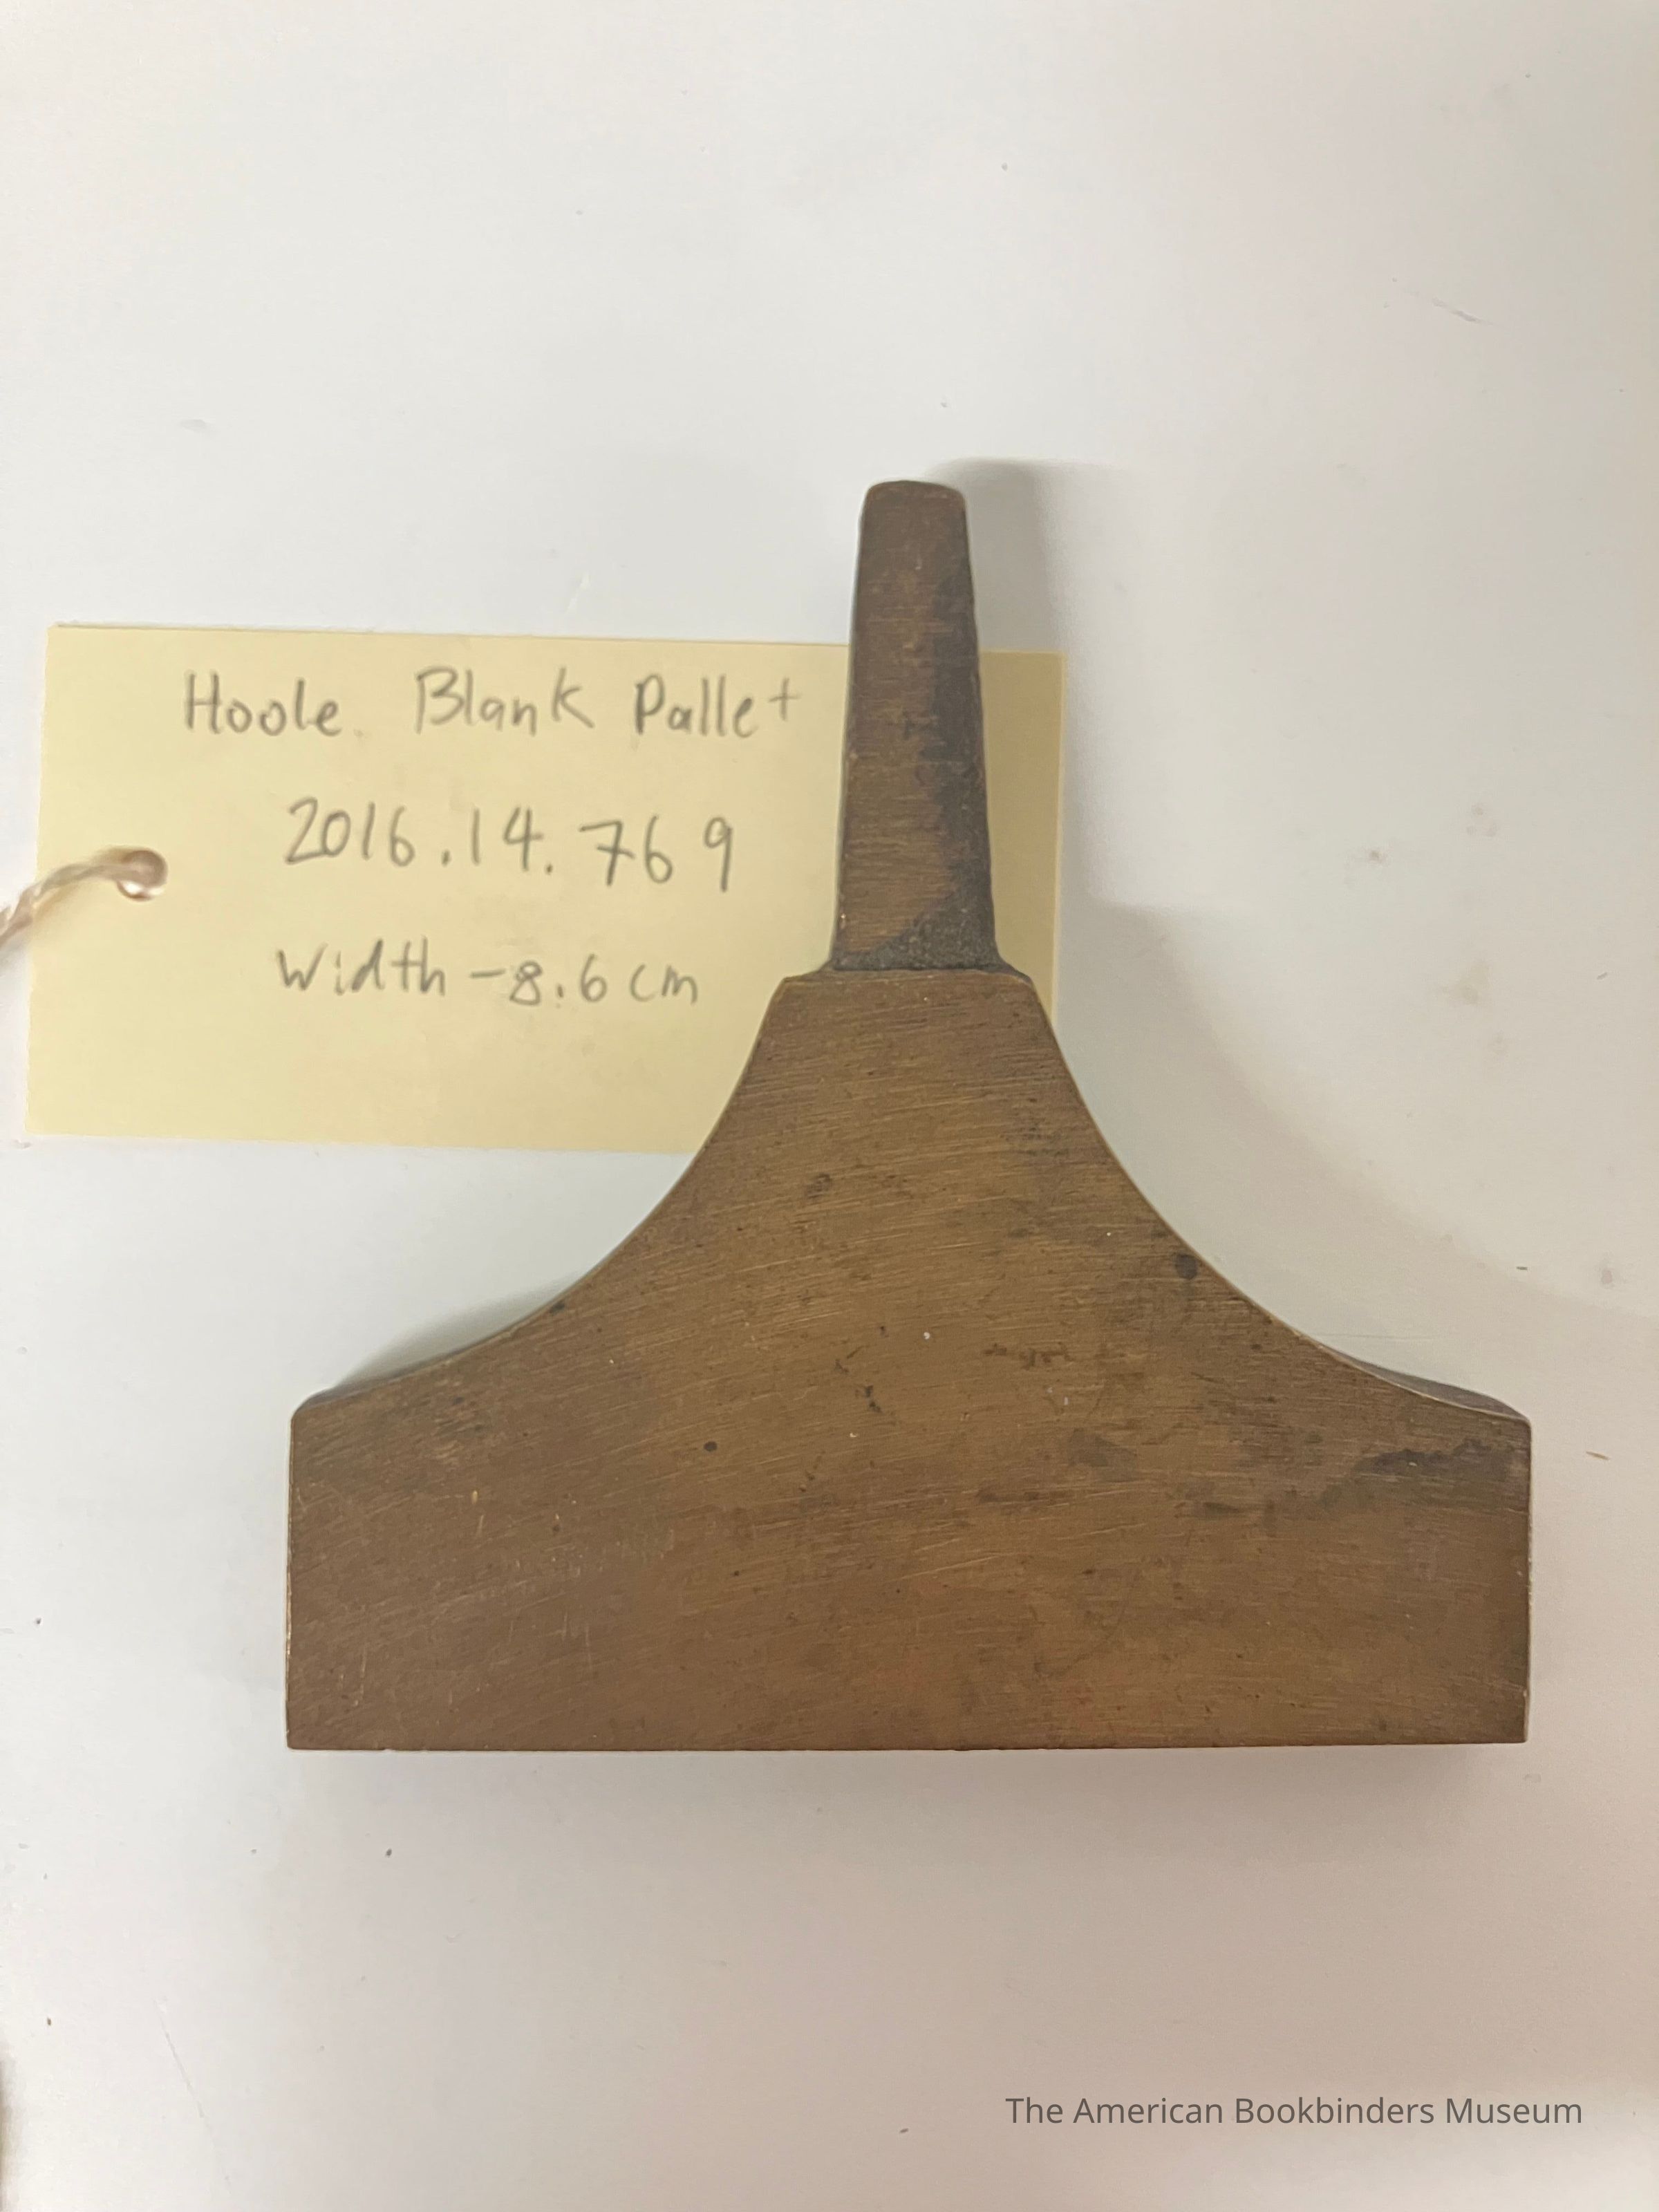 Hoole Blank Pallet
2016.14.769
Width - 8.6 cm
The American Bookbinders Museum